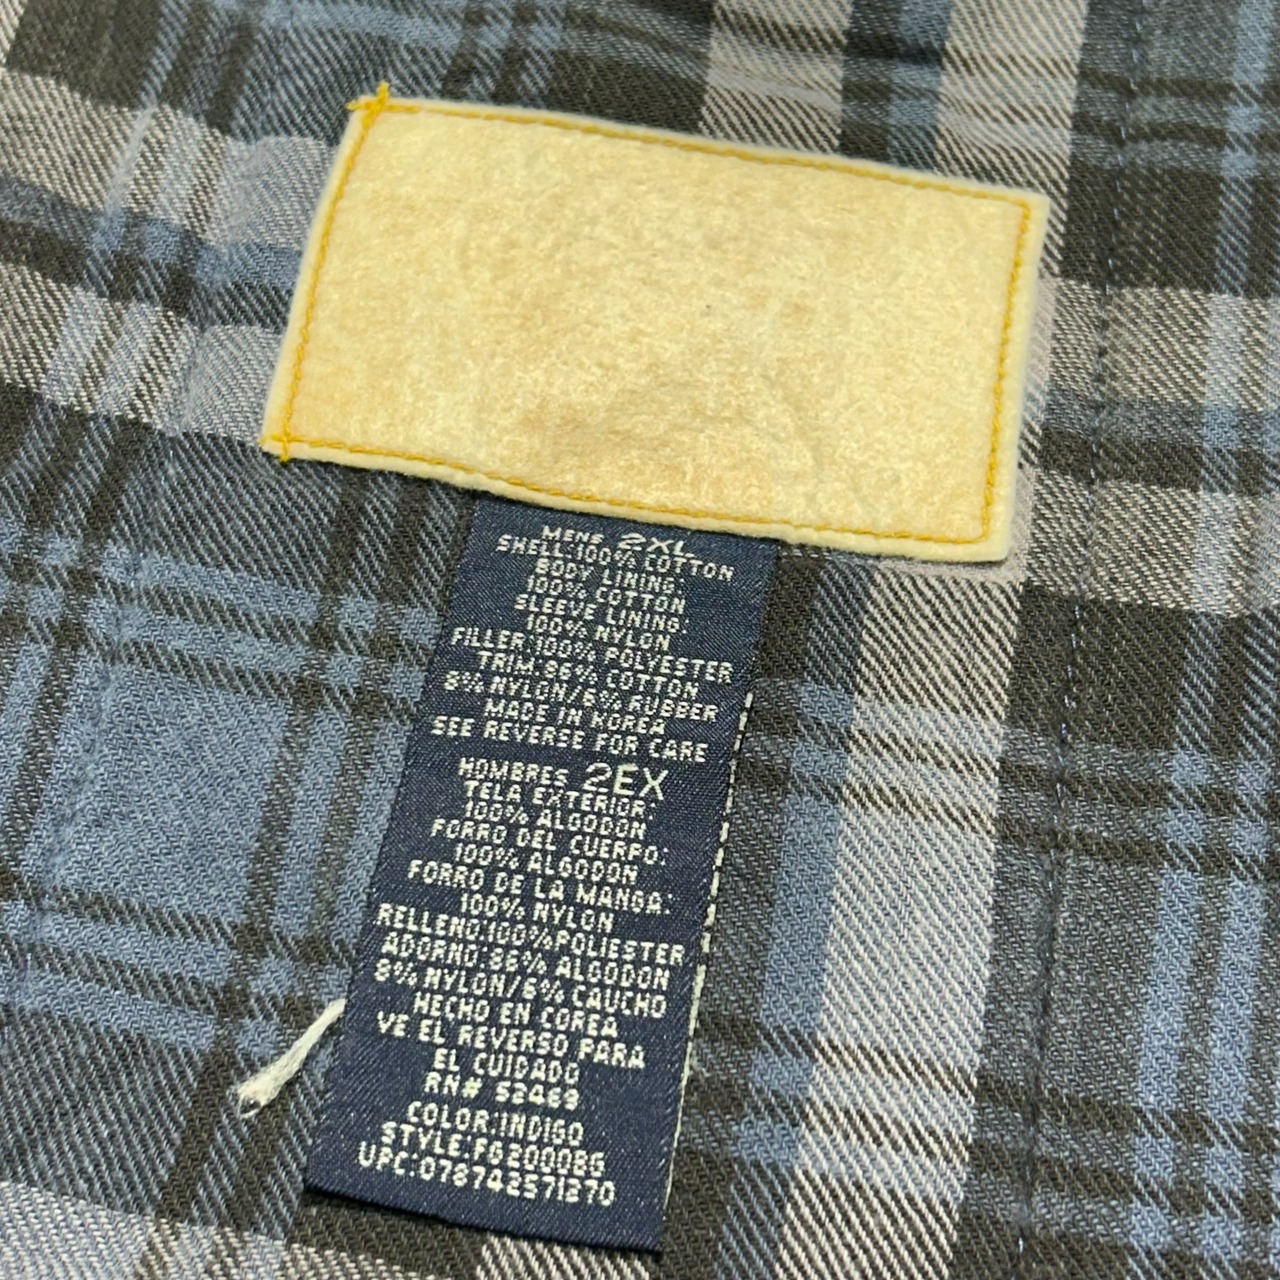 MENS 2XL
SHELL:100% COTTON
BODY LINING:
100% COTTON
SLEEVE LINING:
100% NYLON
FILLER:100% POLYESTER
TRIM:86% COTTON
8% NYLON/6% RUBBER
MADE IN KOREA
SEE REVERSE FOR CARE
HOMBRES 2EX
TELA EXTERIOR:
100% ALGODON
FORRO DEL CUERPO:
100% ALGODON
FORRO DE LA MANGA:
100% NYLON
RELLENO:100%POLIESTER
ADORNO:86% ALGODON
8% NYLON/6% CAUCHO
HECHO EN COREA
VE EL REVERSO PARA
EL CUIDADO
RN# 52469
COLOR:INDIGO
STYLE:FG20008G
UPC:078742571270